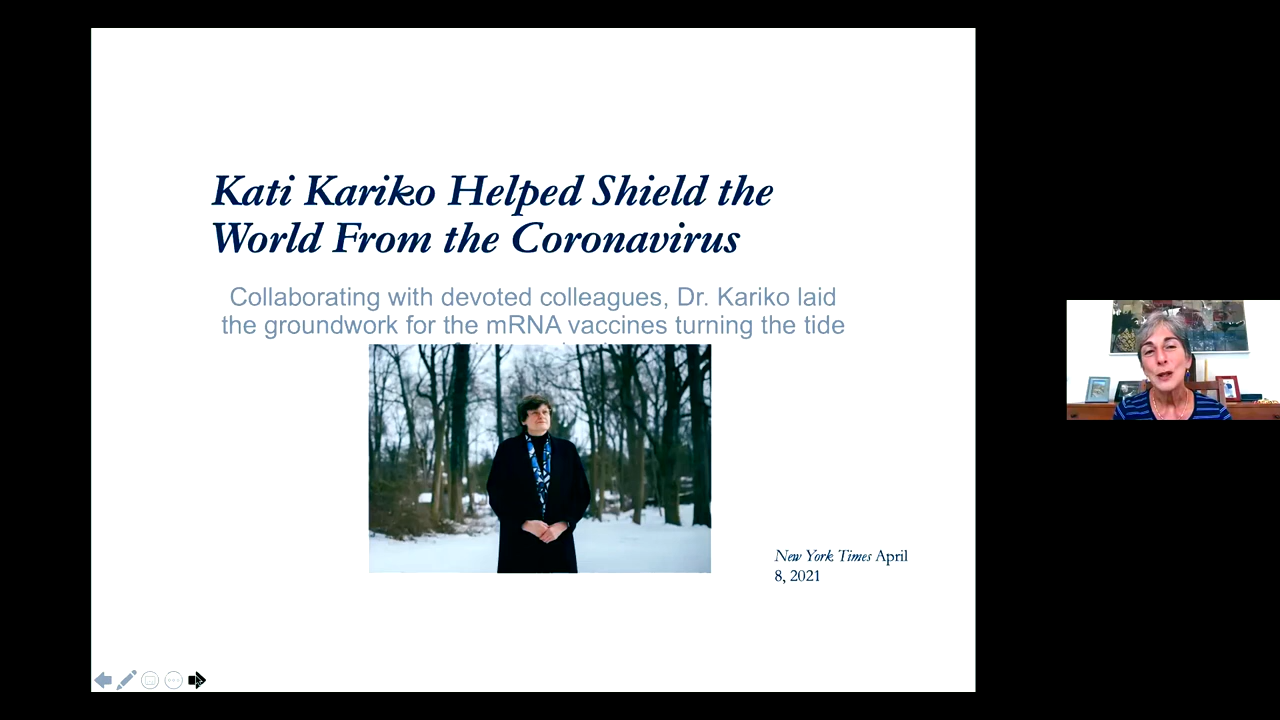 Kati Kariko Helped Shield the
World From the Coronavirus
Collaborating with devoted colleagues, Dr. Kariko laid
the groundwork for the mRNA vaccines turning the tide
New York Times April
8, 2021